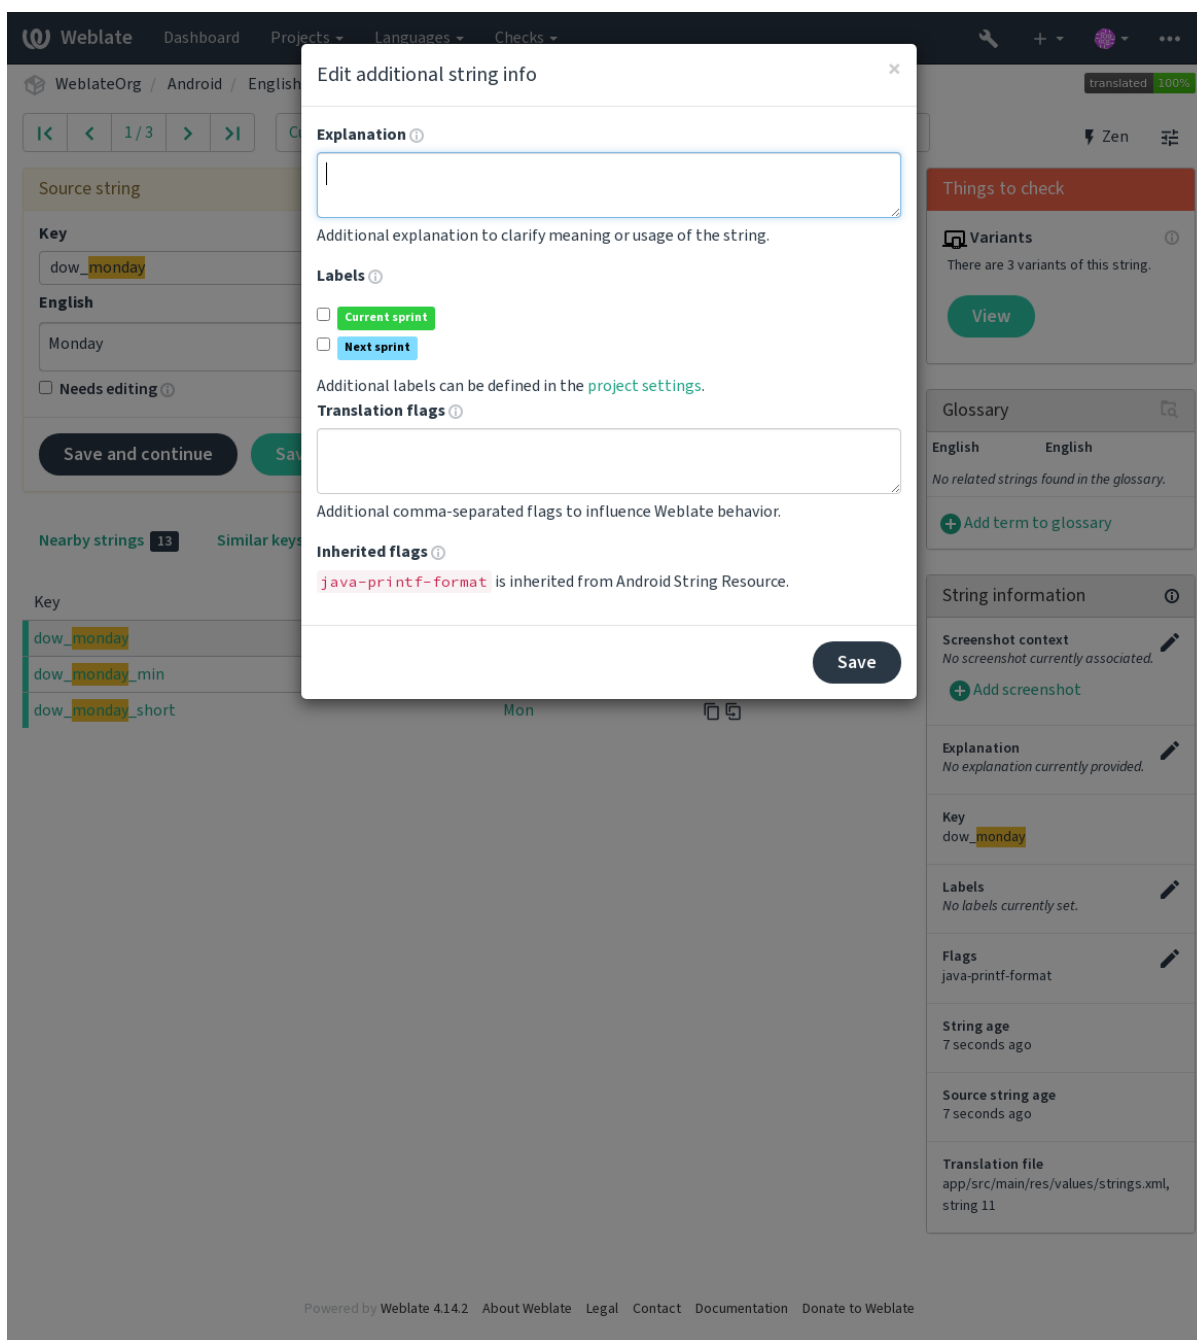 Weblate Dashboard Projects Languages Checks
WeblateOrg / Android / English
translated 100%
1 / 3
Zen
Edit additional string info
×
Explanation
Additional explanation to clarify meaning or usage of the string.
Labels
Current sprint
Next sprint
Additional labels can be defined in the project settings.
Translation flags
Additional comma-separated flags to influence Weblate behavior.
Inherited flags
java-printf-format is inherited from Android String Resource.
Save
Source string
Key
dow_monday
English
Monday
Needs editing
Save and continue
Nearby strings 13 Similar keys
Key
dow_monday
dow_monday_min
dow_monday_short Mon
Things to check
Variants
There are 3 variants of this string.
View
Glossary
English English
No related strings found in the glossary.
Add term to glossary
String information
Screenshot context
No screenshot currently associated.
Add screenshot
Explanation
No explanation currently provided.
Key
dow_monday
Labels
No labels currently set.
Flags
java-printf-format
String age
7 seconds ago
Source string age
7 seconds ago
Translation file
app/src/main/res/values/strings.xml,
string 11
Powered by Weblate 4.14.2 About Weblate Legal Contact Documentation Donate to Weblate